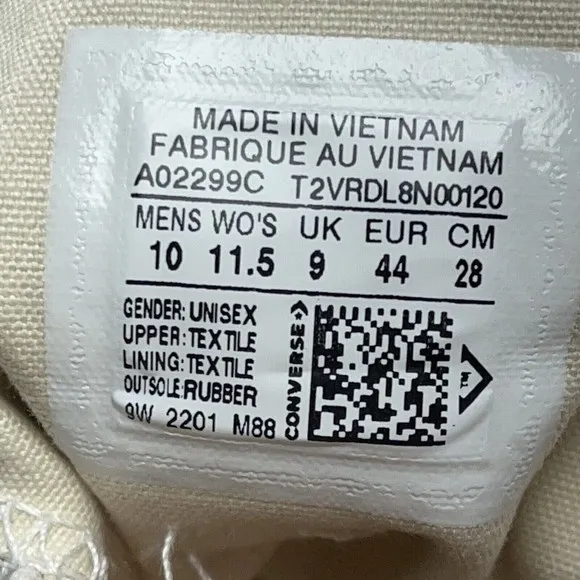 MADE IN VIETNAM
FABRIQUE AU VIETNAM
A02299C T2VRDL8N00120
MENS WO'S UK EUR CM
10 11.5 9 44 28
GENDER: UNISEX
UPPER: TEXTILE
LINING: TEXTILE
OUTSOLE: RUBBER
9W 2201 M88
CONVERSE